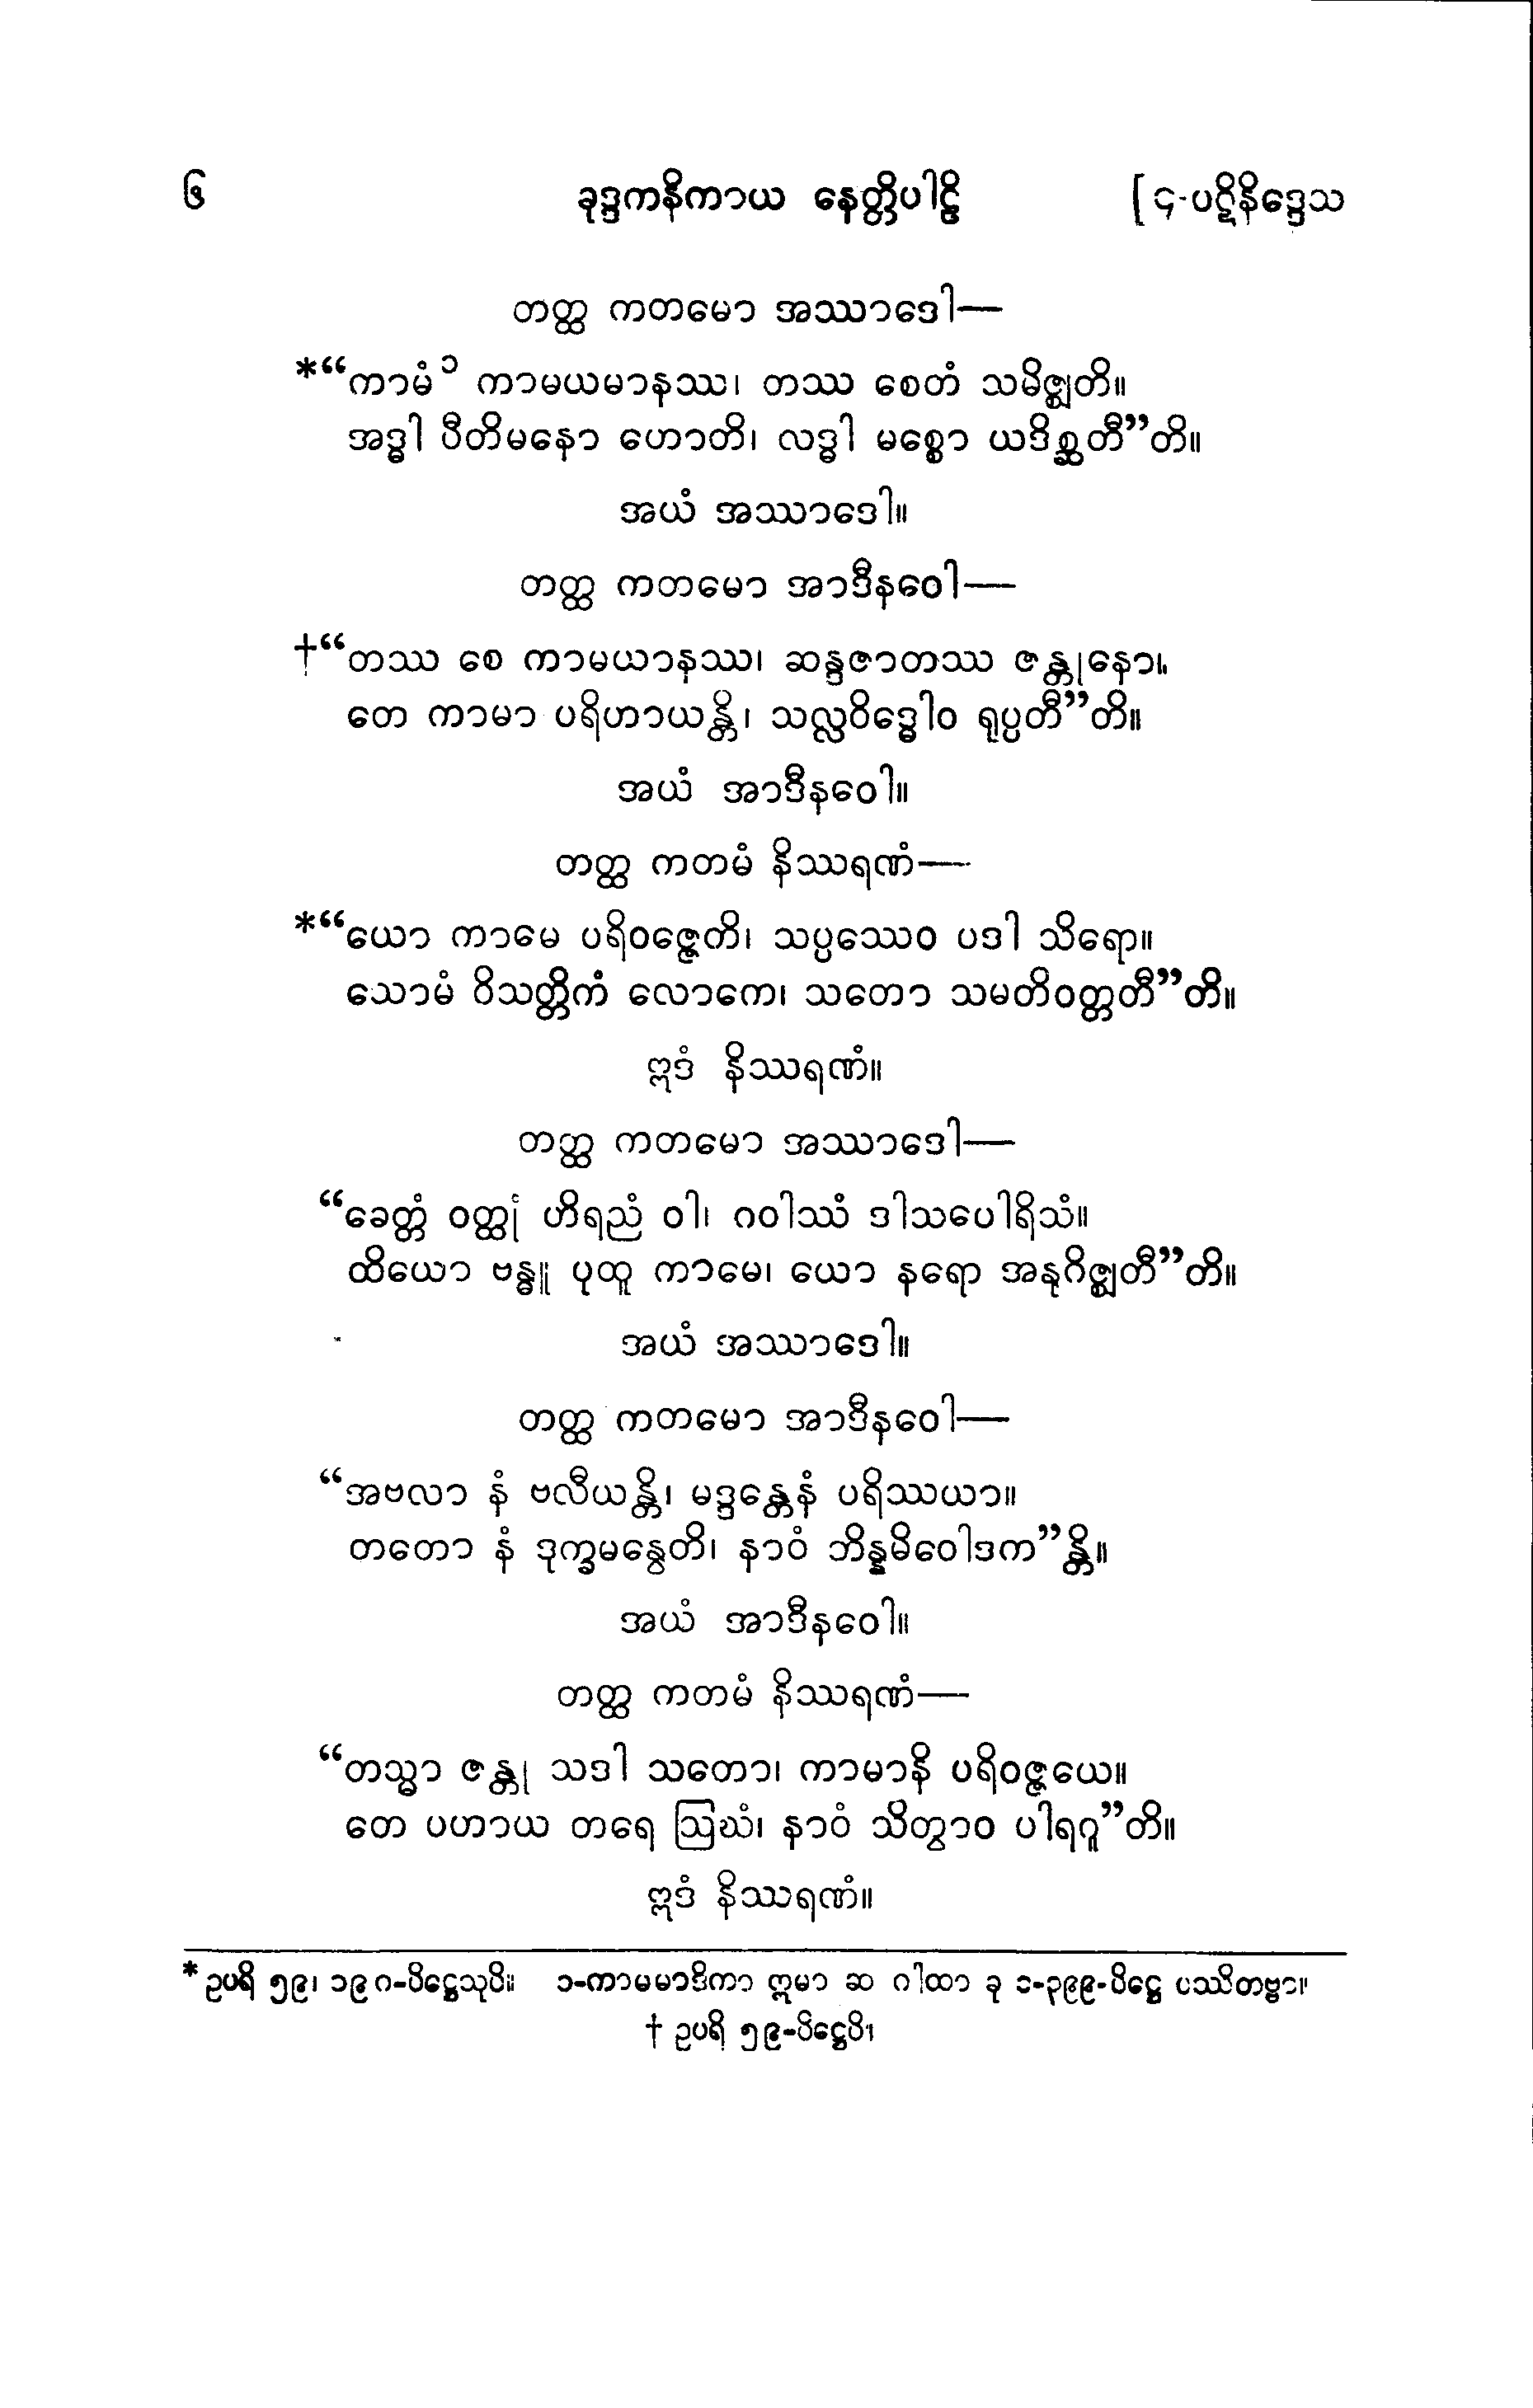 ၆ ခုဒ္ဒကနိကာယ နေတ္တိပါဠိ [၄-ပဋိနိဒ္ဒေသ
တတ္ထ ကတမော အဿာဒေါ—
*“ကာမံ ၁ ကာမယမာနဿ၊ တဿ စေတံ သမိဇ္ဈတိ။
အဒ္ဓါ ပီတိမနော ဟောတိ၊ လဒ္ဓါ မစ္စော ယဒိစ္ဆတီ”တိ။
အယံ အဿာဒေါ။
တတ္ထ ကတမော အာဒီနဝေါ—
†“တဿ စေ ကာမယာနဿ၊ ဆန္ဒဇာတဿ ဇန္တုနော။
တေ ကာမာ ပရိဟာယန္တိ၊ သလ္လဝိဒ္ဓေါဝ ရုပ္ပတီ”တိ။
အယံ အာဒီနဝေါ။
တတ္ထ ကတမံ နိဿရဏံ—
*“ယော ကာမေ ပရိဝဇ္ဇေတိ၊ သပ္ပဿေဝ ပဒါ သိရော။
သောမံ ဝိသတ္တိကံ လောကေ၊ သတော သမတိဝတ္တတီ”တိ။
ဣဒံ နိဿရဏံ။
တတ္ထ ကတမော အဿာဒေါ—
“ခေတ္တံ ဝတ္ထုံ ဟိရညံ ဝါ၊ ဂဝါဿံ ဒါသပေါရိသံ။
ထိယော ဗန္ဓူ ပုထူ ကာမေ၊ ယော နရော အနုဂိဇ္ဈတီ”တိ။
အယံ အဿာဒေါ။
တတ္ထ ကတမော အာဒီနဝေါ—
“အဗလာ နံ ဗလီယန္တိ၊ မဒ္ဒန္တေနံ ပရိဿယာ။
တတော နံ ဒုက္ခမန္ဝေတိ၊ နာဝံ ဘိန္နမိဝေါဒက”န္တိ။
အယံ အာဒီနဝေါ။
တတ္ထ ကတမံ နိဿရဏံ—
“တသ္မာ ဇန္တု သဒါ သတော၊ ကာမာနိ ပရိဝဇ္ဇယေ။
တေ ပဟာယ တရေ ဩဃံ၊ နာဝံ သိတွာဝ ပါရဂူ”တိ။
ဣဒံ နိဿရဏံ။
* ဥပရိ ၅၉၊ ၁၉ဂ-ပိဋ္ဌေသုပိ။ ၁-ကာမမာဒိကာ ဣမာ ဆ ဂါထာ ခု ၁-၃၉၉-ပိဋ္ဌေ ပဿိတဗ္ဗာ။
† ဥပရိ ၅၉-ပိဋ္ဌေပိ၊